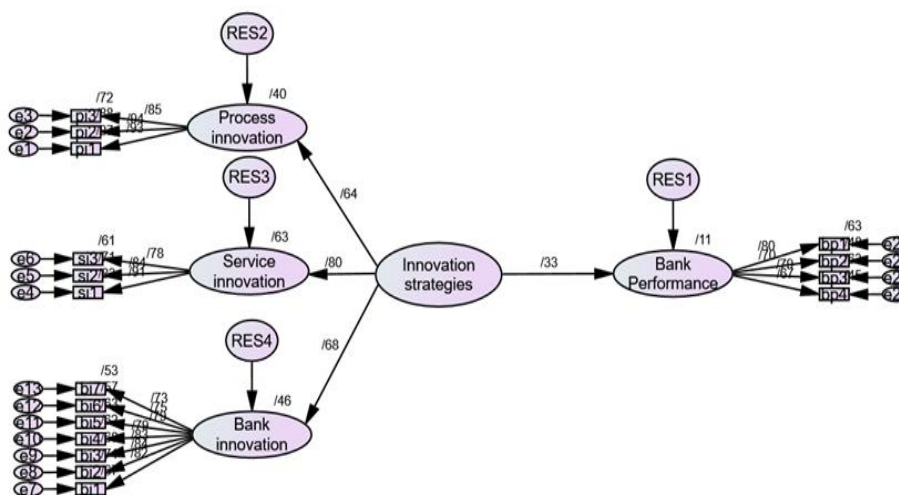 RES2
/40
Process
innovation
/72
/85
e3
pi3
/94
e2
pi2
/93
e1
pi1
RES3
/63
Service
innovation
/61
/78
e6
si3
/84
e5
si2
/91
e4
si1
RES4
/46
Bank
innovation
/53
/73
e13
bi7
/75
e12
bi6
e11
bi5
e10
bi4
e9
bi3
e8
bi2
/82
e7
bi1
/64
/80
/68
Innovation
strategies
/33
RES1
/11
Bank
Performance
/63
/80
bp1
/70
bp2
/79
bp3
/67
bp4